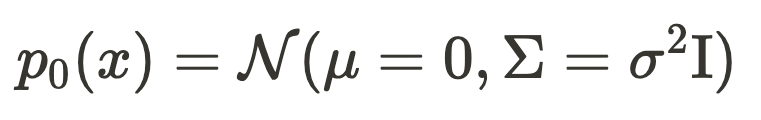 p₀(x) = 𝒩(μ = 0, Σ = σ²I)